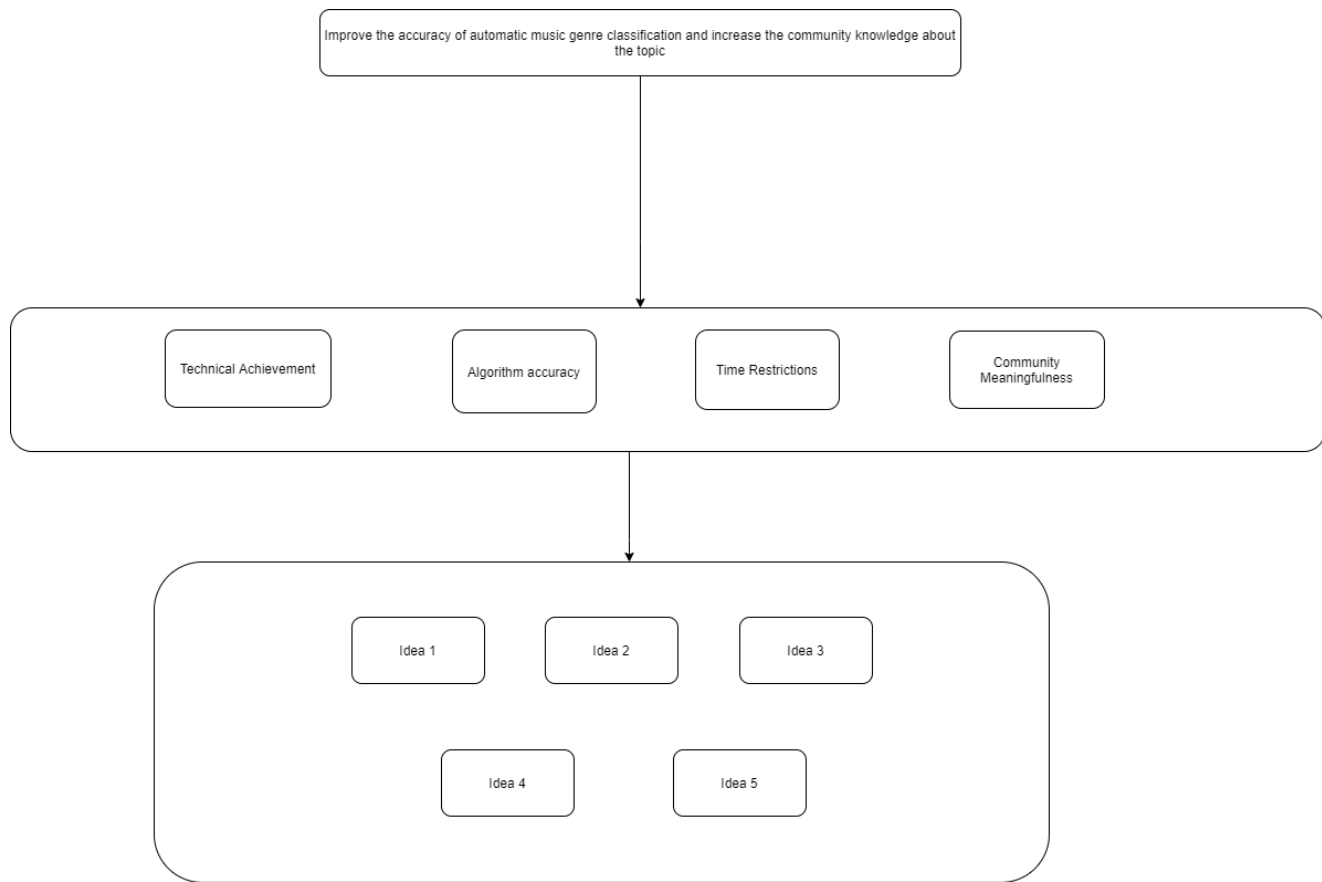 Improve the accuracy of automatic music genre classification and increase the community knowledge about
the topic
Technical Achievement
Algorithm accuracy
Time Restrictions
Community
Meaningfulness
Idea 1
Idea 2
Idea 3
Idea 4
Idea 5